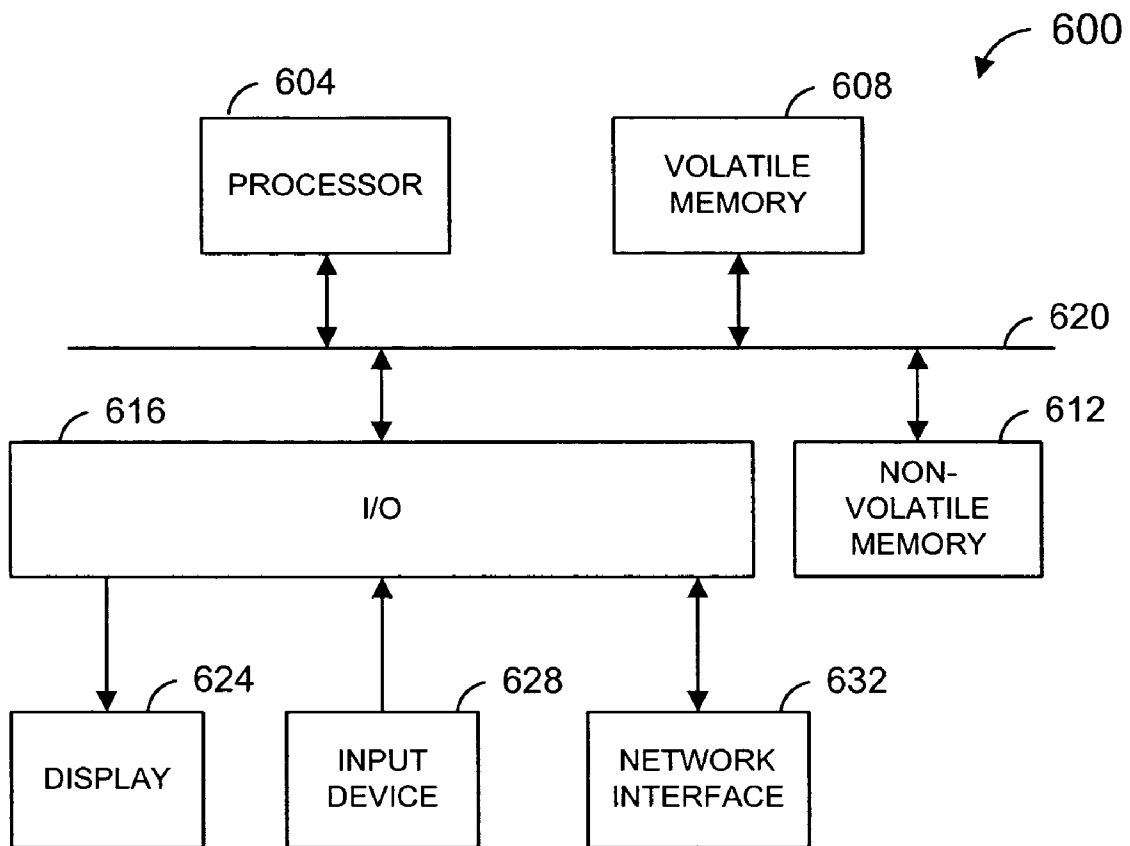 600
604
608
PROCESSOR
VOLATILE
MEMORY
620
616
612
I/O
NON-
VOLATILE
MEMORY
624
628
632
DISPLAY
INPUT
DEVICE
NETWORK
INTERFACE